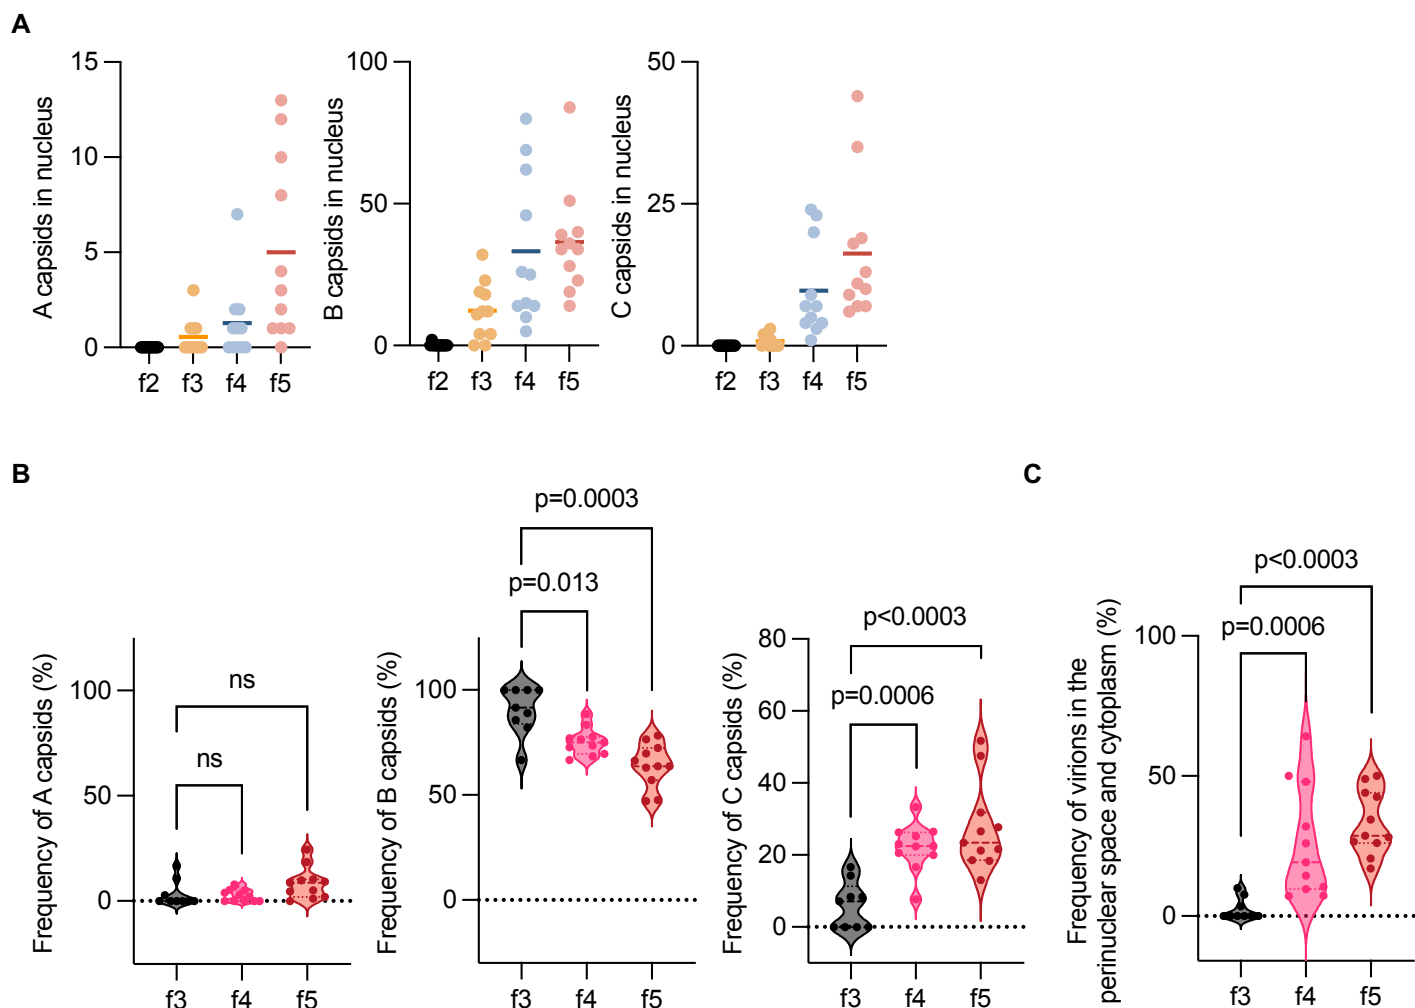 A
A capsids in nucleus
15
10
5
0
f2 f3 f4 f5
B capsids in nucleus
100
50
0
f2 f3 f4 f5
C capsids in nucleus
50
25
0
f2 f3 f4 f5
B
Frequency of A capsids (%)
100
50
0
ns
ns
f3 f4 f5
Frequency of B capsids (%)
100
50
0
p=0.0003
p=0.013
f3 f4 f5
Frequency of C capsids (%)
80
60
40
20
0
p<0.0003
p=0.0006
f3 f4 f5
C
Frequency of virions in the
perinuclear space and cytoplasm (%)
100
50
0
p<0.0003
p=0.0006
f3 f4 f5